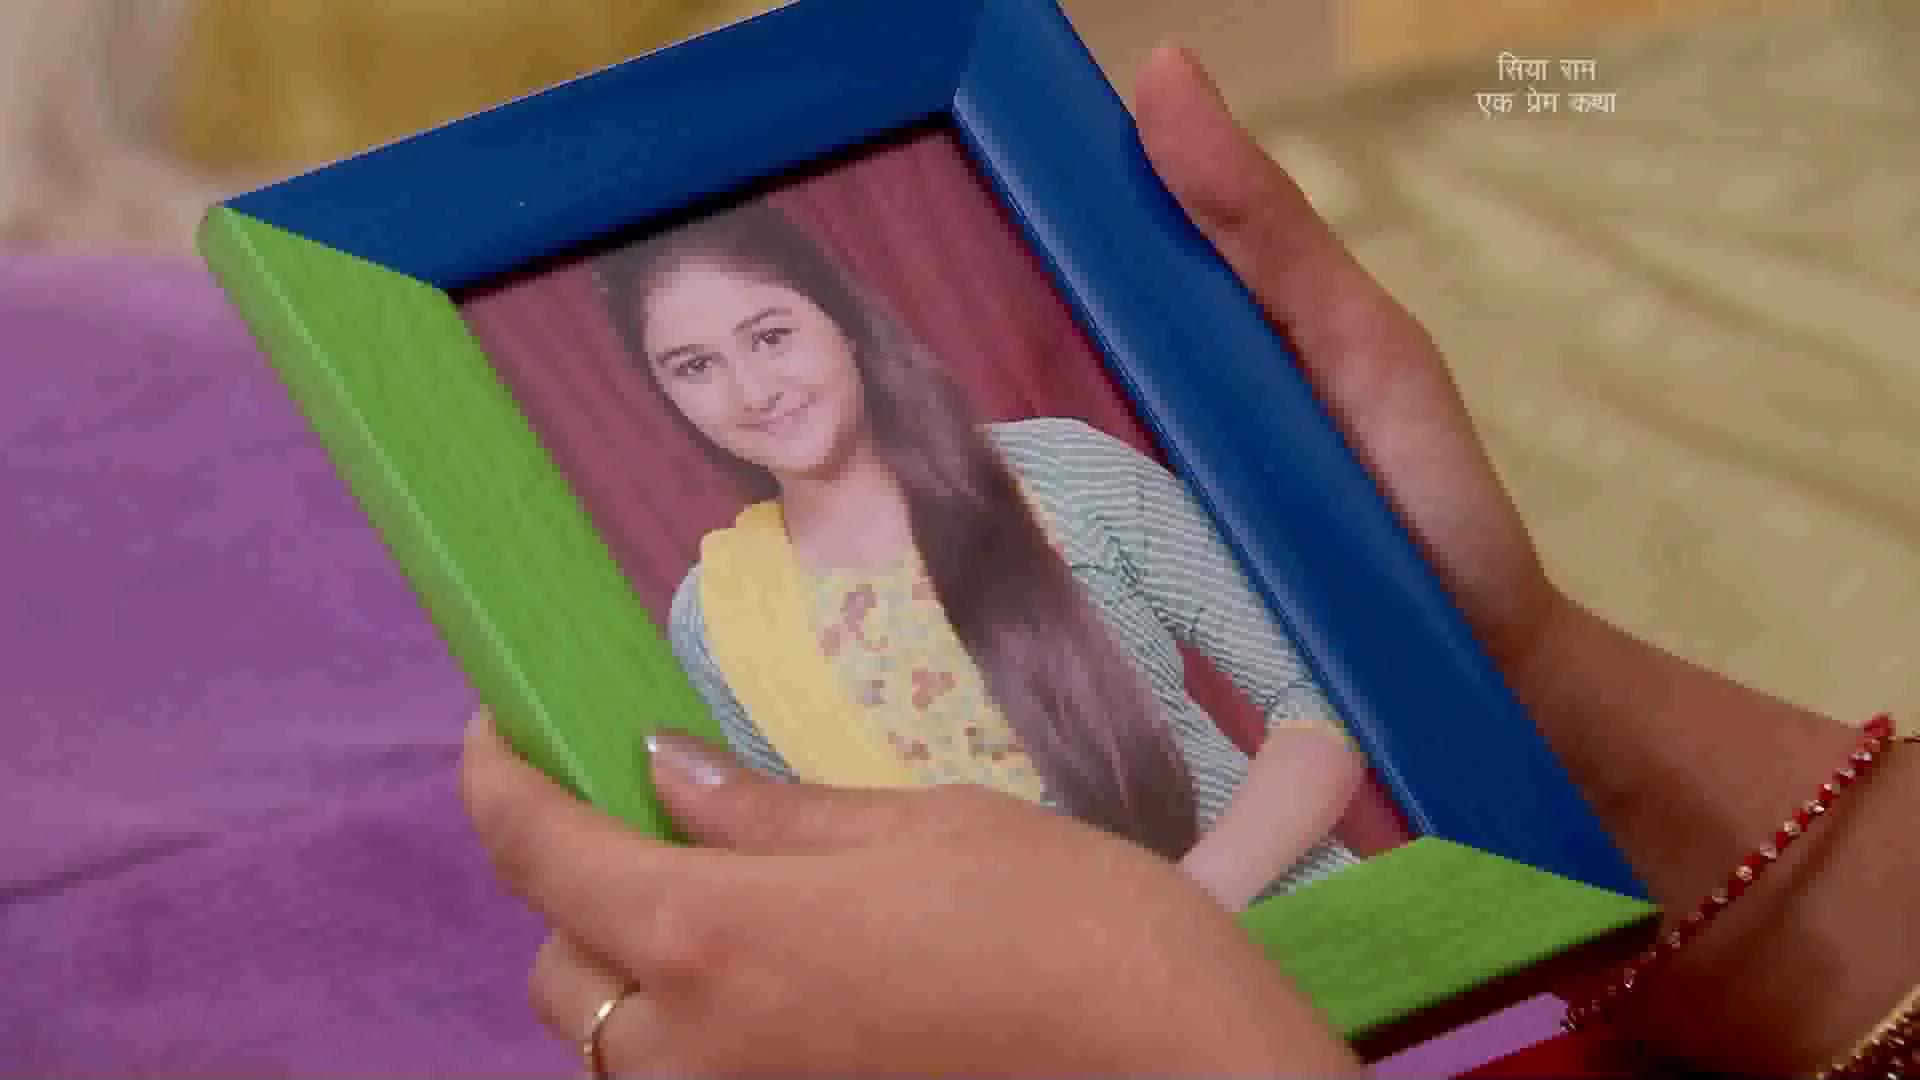 सिया राम
एक प्रेम कथा